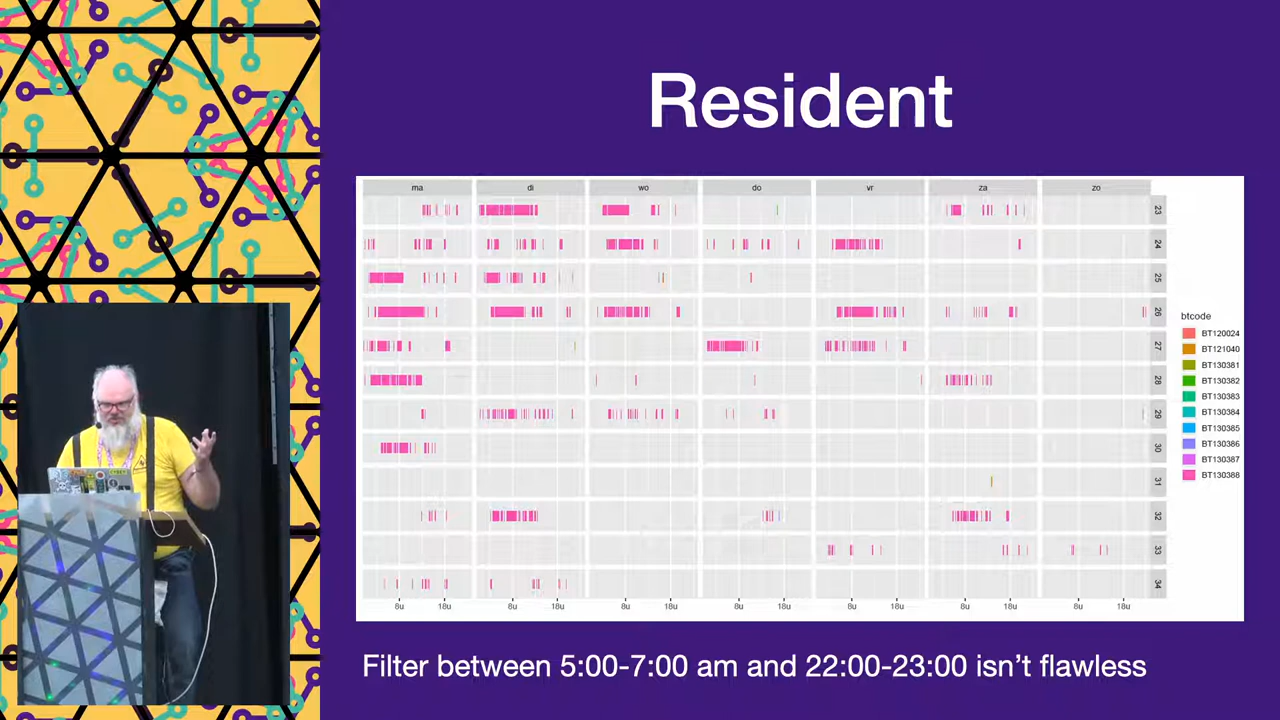 Resident
ma di wo do vr za zo
23
24
25
26
27
28
29
30
31
32
33
34
8u 18u 8u 18u 8u 18u 8u 18u 8u 18u 8u 18u 8u 18u
btcode
BT120024
BT121040
BT130381
BT130382
BT130383
BT130384
BT130385
BT130386
BT130387
BT130388
Filter between 5:00-7:00 am and 22:00-23:00 isn't flawless